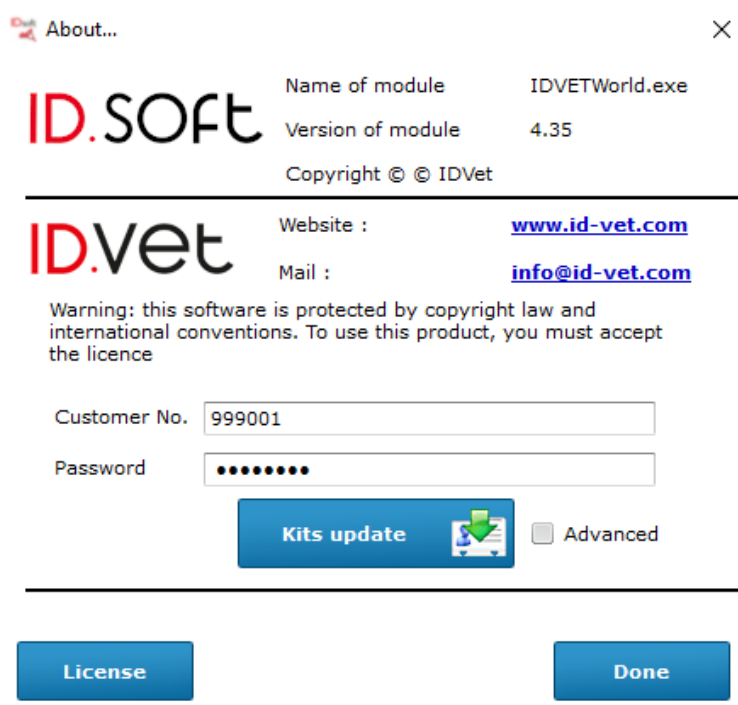 About...
ID.SOFT
Name of module IDVETWorld.exe
Version of module 4.35
Copyright © © IDVet
ID.Vet
Website : www.id-vet.com
Mail : info@id-vet.com
Warning: this software is protected by copyright law and
international conventions. To use this product, you must accept
the licence
Customer No. 999001
Password ••••••••
Kits update Advanced
License Done